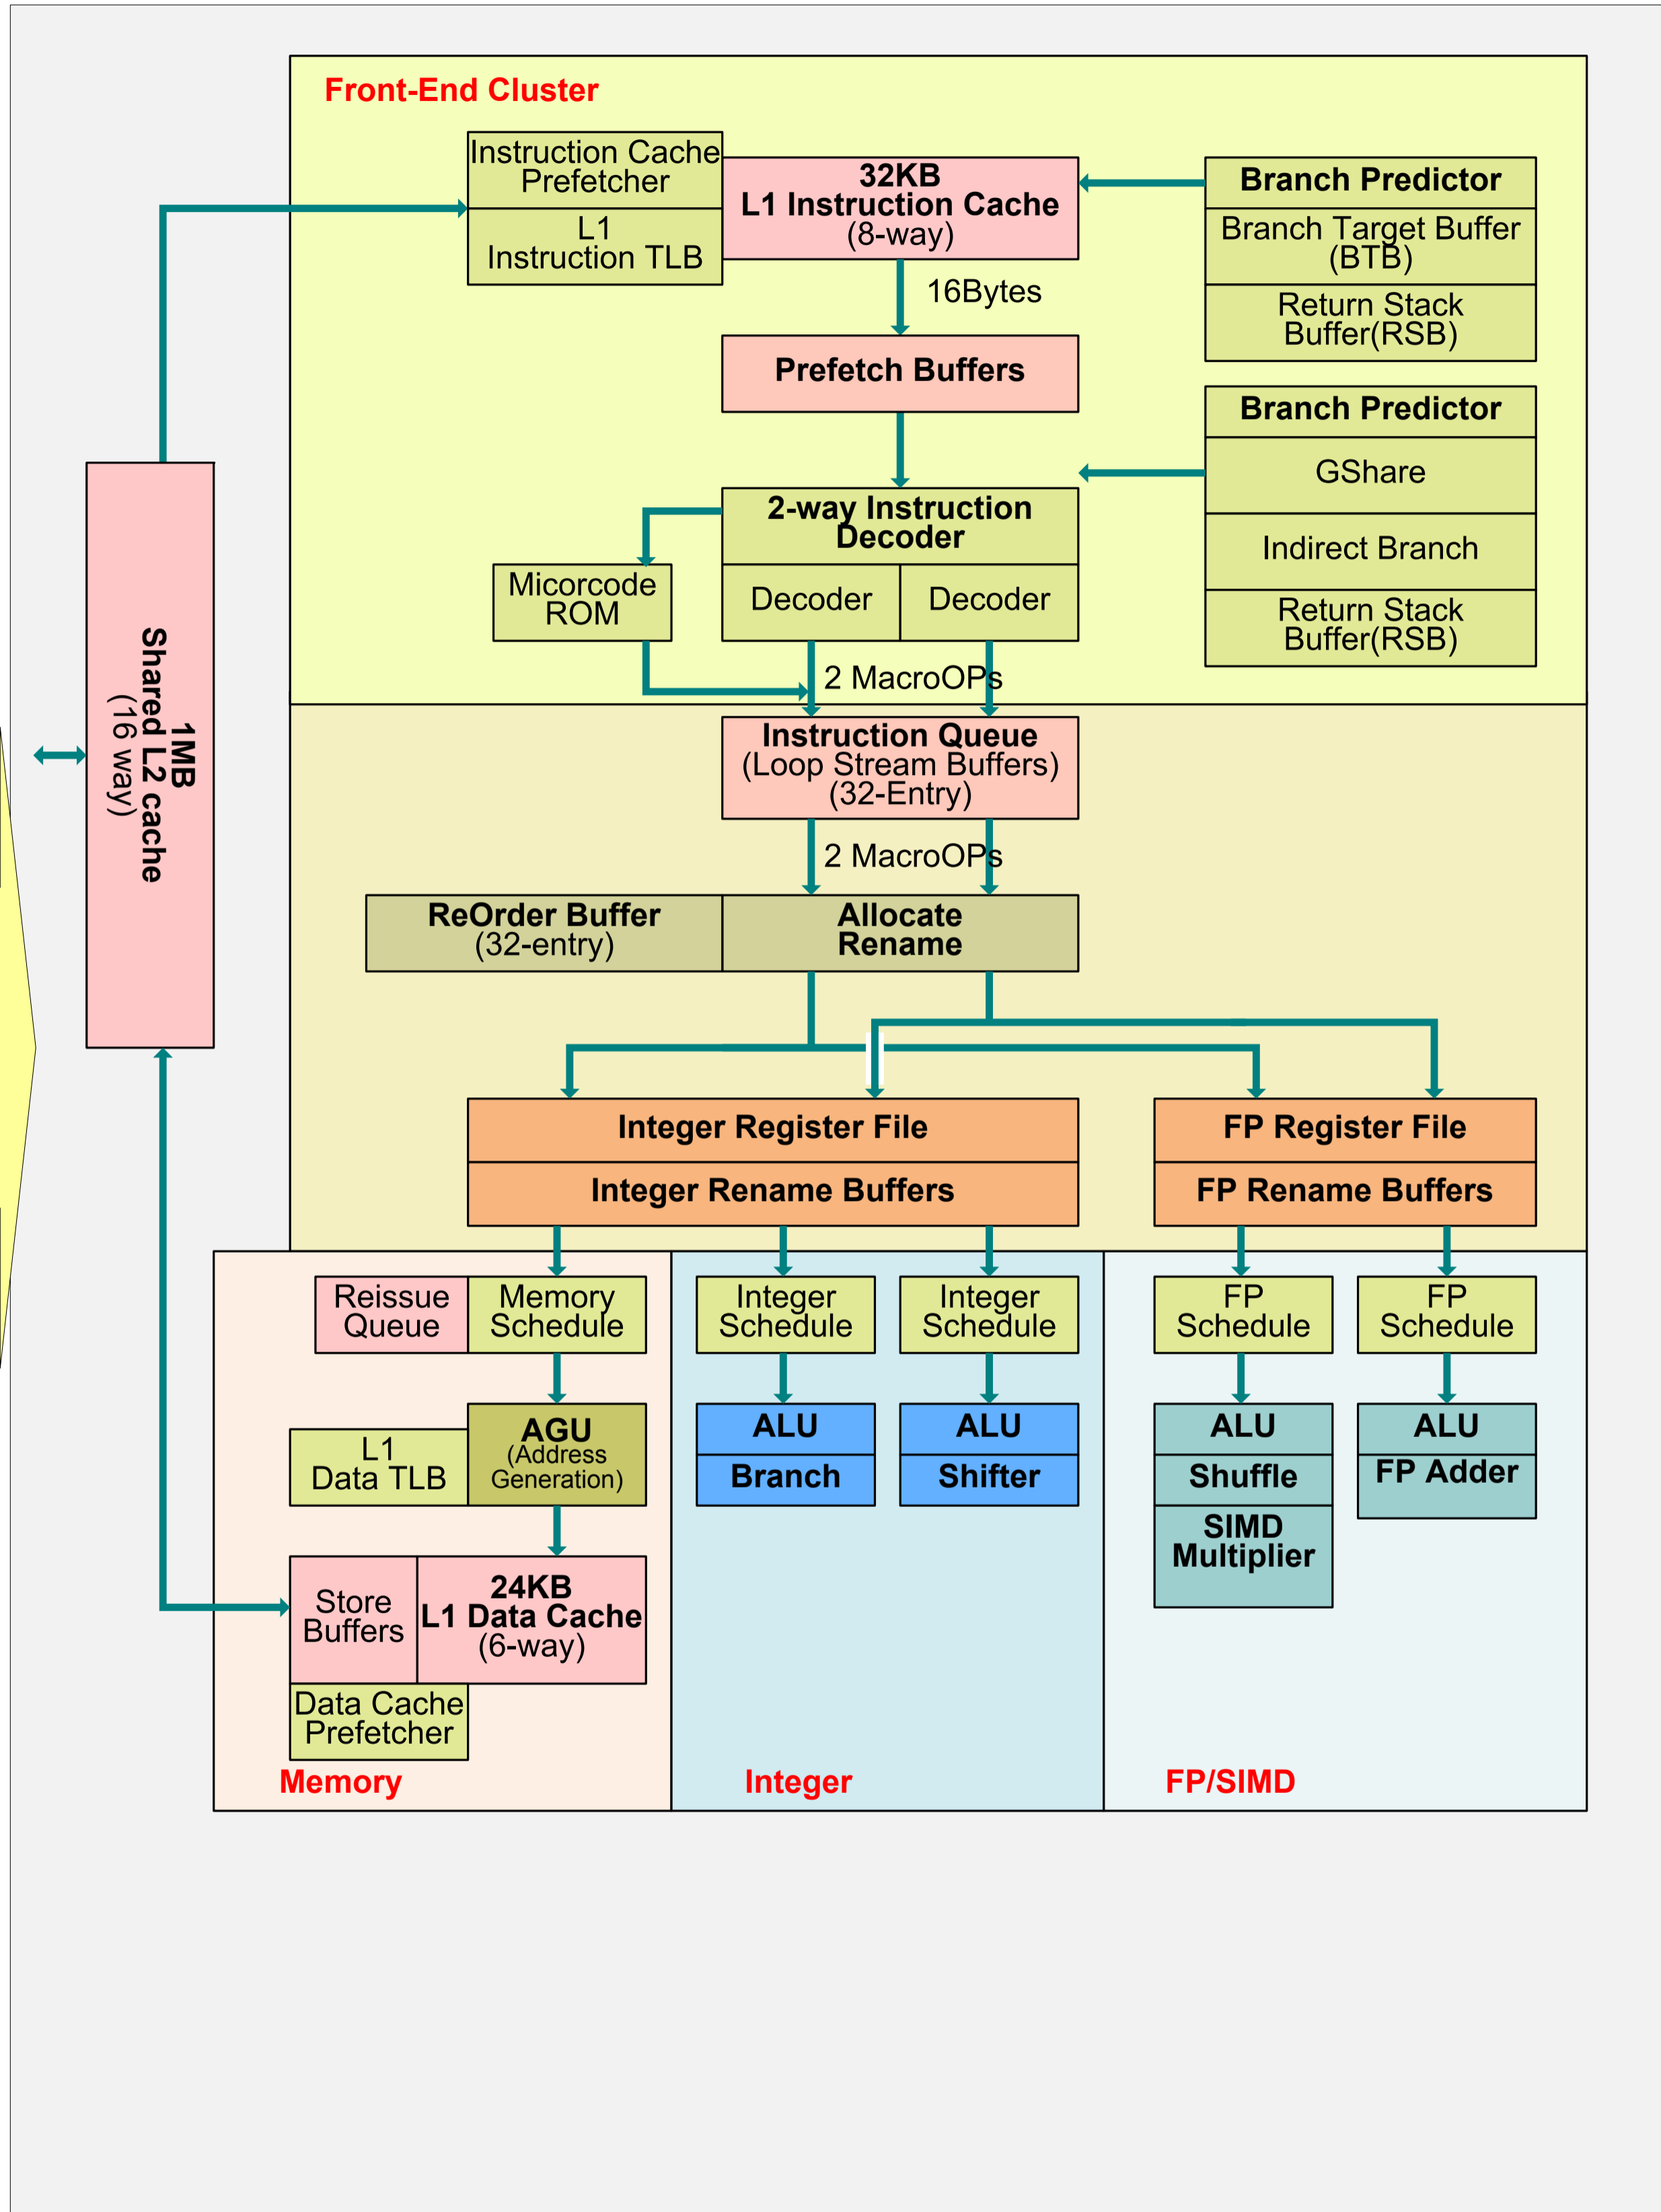 Front-End Cluster
Instruction Cache
Prefetcher
L1
Instruction TLB
32KB
L1 Instruction Cache
(8-way)
Branch Predictor
Branch Target Buffer
(BTB)
Return Stack
Buffer(RSB)
16Bytes
Prefetch Buffers
Branch Predictor
GShare
Indirect Branch
Return Stack
Buffer(RSB)
2-way Instruction
Decoder
Decoder
Decoder
Micorcode
ROM
2 MacroOPs
1MB
Shared L2 cache
(16 way)
Instruction Queue
(Loop Stream Buffers)
(32-Entry)
2 MacroOPs
ReOrder Buffer
(32-entry)
Allocate
Rename
Integer Register File
Integer Rename Buffers
FP Register File
FP Rename Buffers
Reissue
Queue
Memory
Schedule
Integer
Schedule
Integer
Schedule
FP
Schedule
FP
Schedule
L1
Data TLB
AGU
(Address
Generation)
ALU
Branch
ALU
Shifter
ALU
Shuffle
SIMD
Multiplier
ALU
FP Adder
Store
Buffers
24KB
L1 Data Cache
(6-way)
Data Cache
Prefetcher
Memory
Integer
FP/SIMD